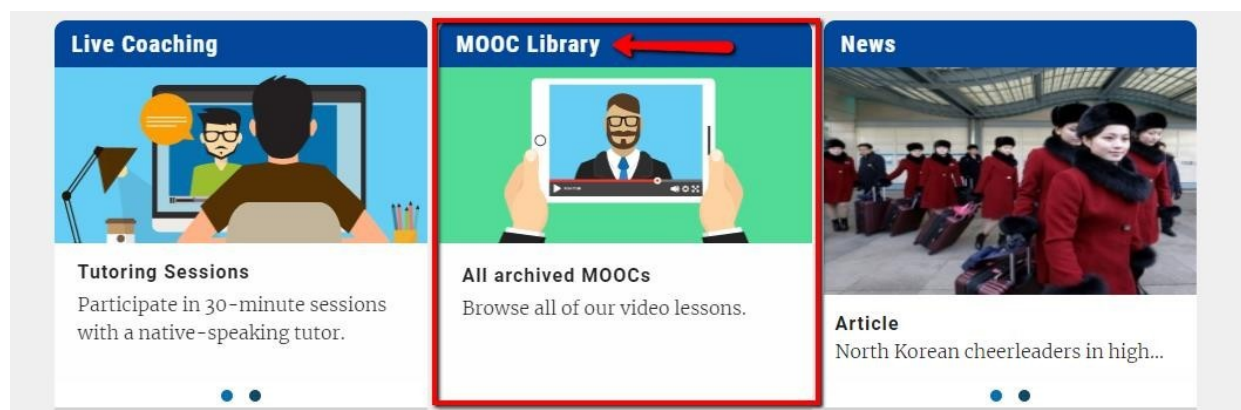 Live Coaching
Tutoring Sessions
Participate in 30-minute sessions
with a native-speaking tutor.
MOOC Library
All archived MOOCs
Browse all of our video lessons.
News
Article
North Korean cheerleaders in high...